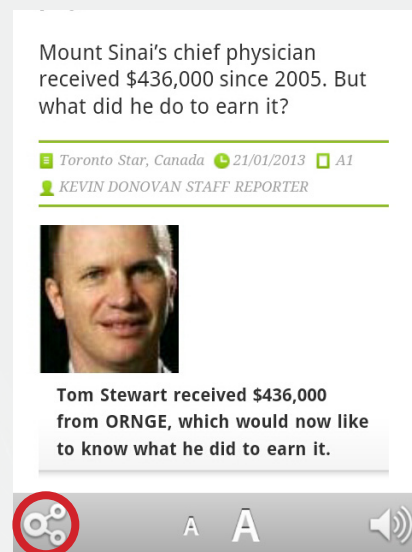 Mount Sinai’s chief physician
received $436,000 since 2005. But
what did he do to earn it?
Toronto Star, Canada 21/01/2013 A1
KEVIN DONOVAN STAFF REPORTER
Tom Stewart received $436,000
from ORNGE, which would now like
to know what he did to earn it.
A A